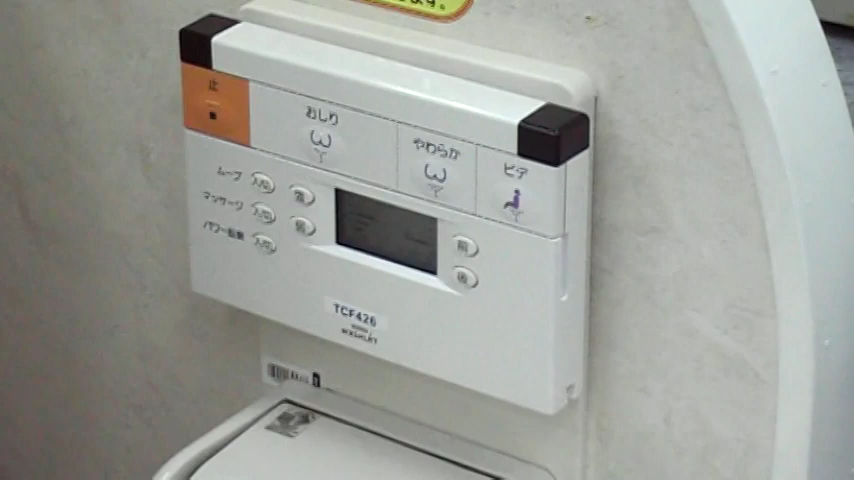 止
おしり
やわらか
ビデ
ムーブ 入/切 強
マッサージ 入/切 弱
パワー脱臭 入/切
前
後
TCF426